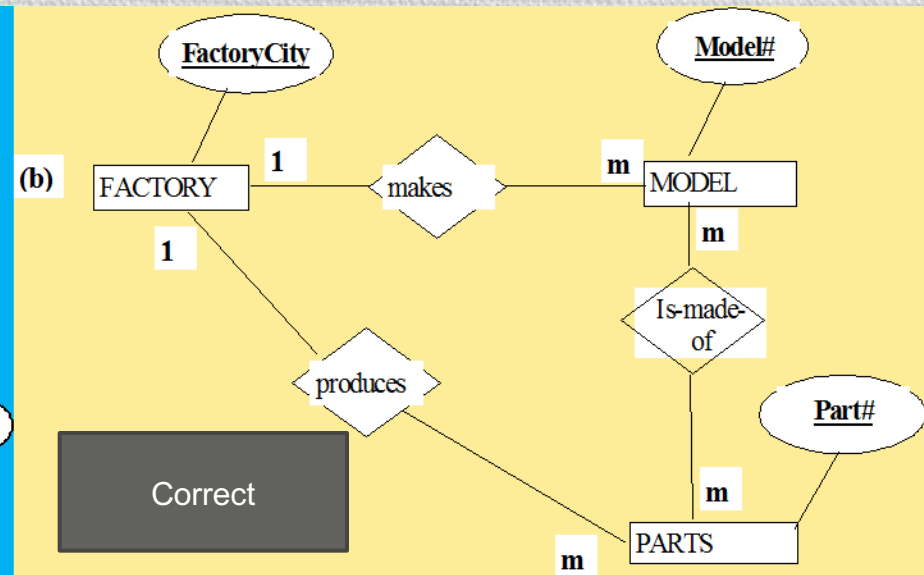 FactoryCity
Model#
(b)
FACTORY
1
makes
m
MODEL
1
m
Is-made-
of
produces
Part#
Correct
m
PARTS
m